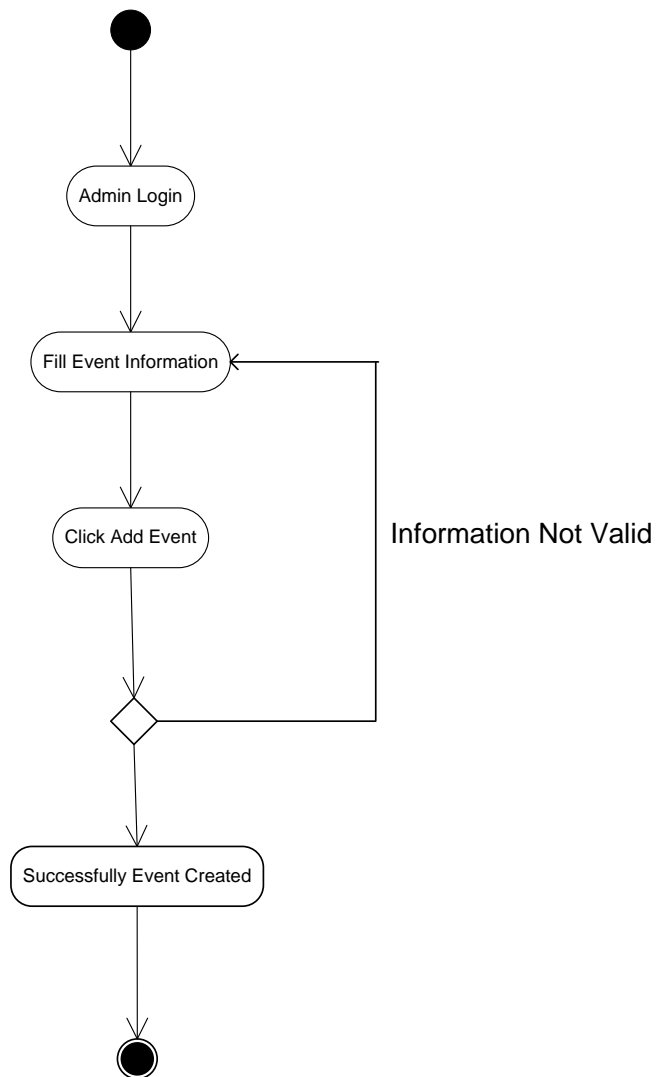 Admin Login
Fill Event Information
Click Add Event
Information Not Valid
Successfully Event Created